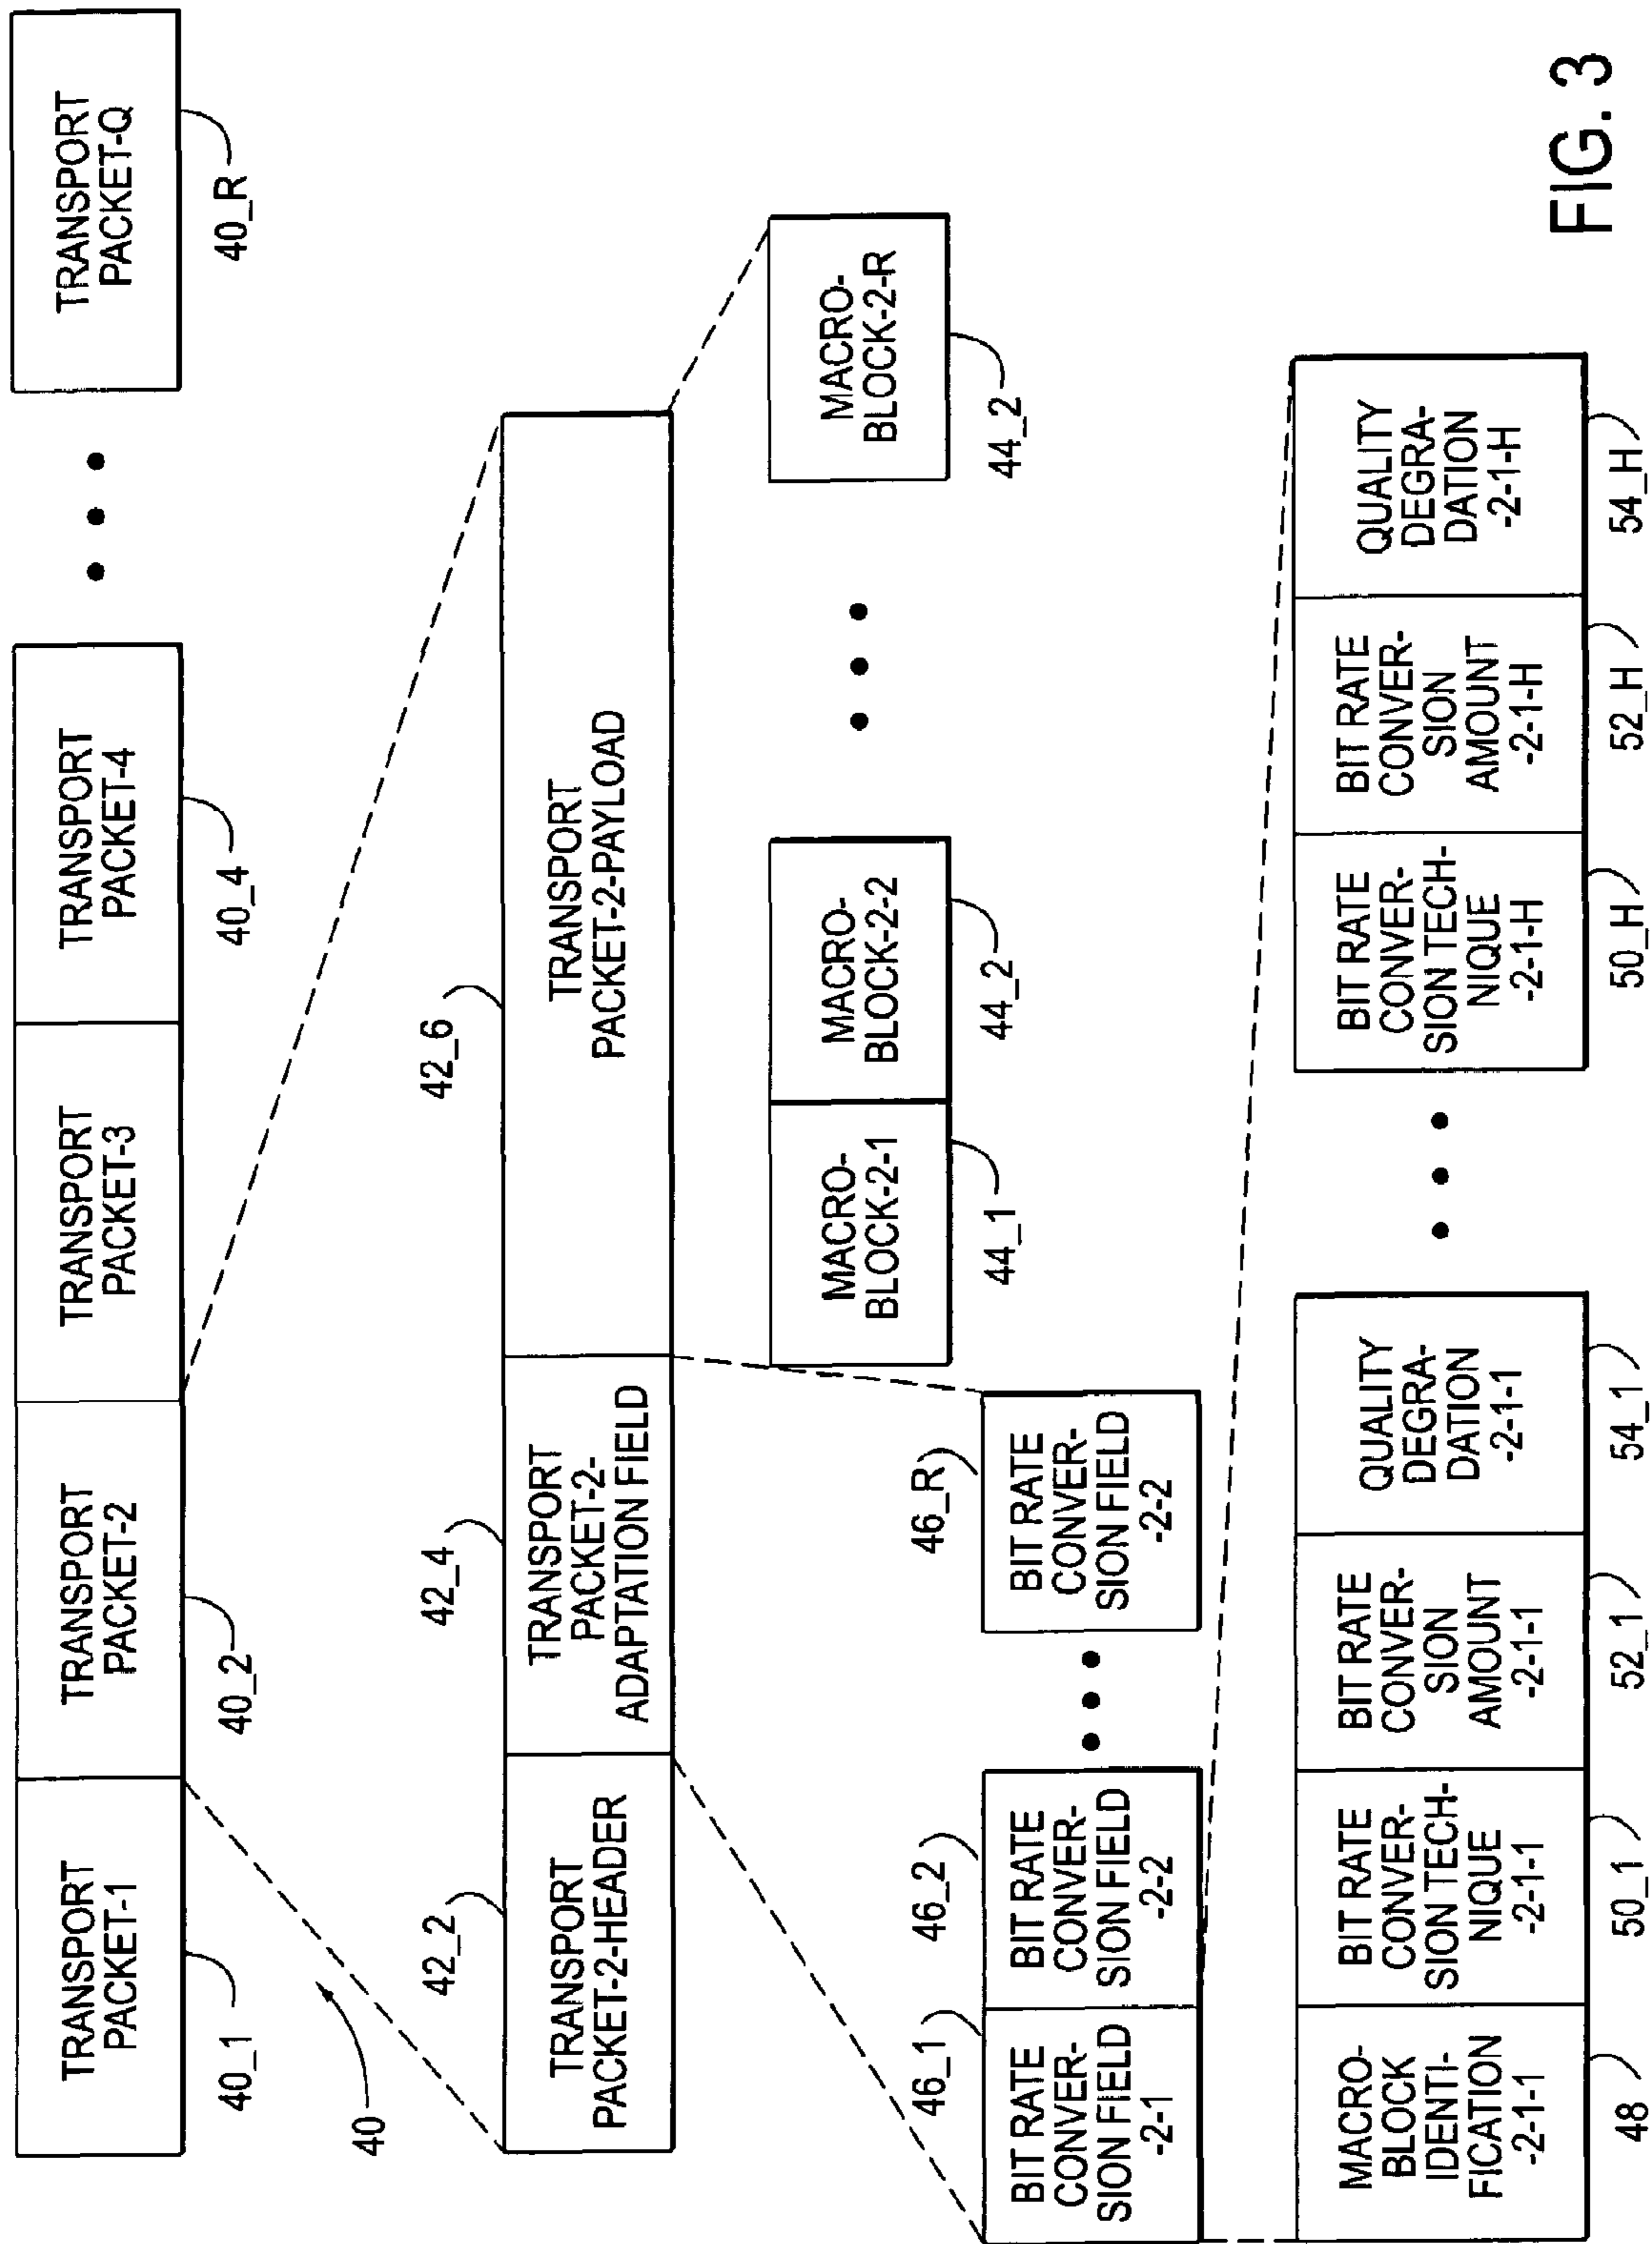 TRANSPORT
PACKET-1
TRANSPORT
PACKET-2
TRANSPORT
PACKET-3
TRANSPORT
PACKET-4
TRANSPORT
PACKET-Q
40_1
40_2
40_4
40_R
40
42_2
42_4
42_6
TRANSPORT
PACKET-2-HEADER
TRANSPORT
PACKET-2-
ADAPTATION FIELD
TRANSPORT
PACKET-2-PAYLOAD
MACRO-
BLOCK-2-1
MACRO-
BLOCK-2-2
MACRO-
BLOCK-2-R
44_1
44_2
44_2
46_1
46_2
46_R
BIT RATE
CONVER-
SION FIELD
-2-1
BIT RATE
CONVER-
SION FIELD
-2-2
BIT RATE
CONVER-
SION FIELD
-2-2
MACRO-
BLOCK
IDENTI-
FICATION
-2-1-1
BIT RATE
CONVER-
SION TECH-
NIQUE
-2-1-1
BIT RATE
CONVER-
SION
AMOUNT
-2-1-1
QUALITY
DEGRA-
DATION
-2-1-1
BIT RATE
CONVER-
SION TECH-
NIQUE
-2-1-H
BIT RATE
CONVER-
SION
AMOUNT
-2-1-H
QUALITY
DEGRA-
DATION
-2-1-H
48
50_1
52_1
54_1
50_H
52_H
54_H
FIG. 3